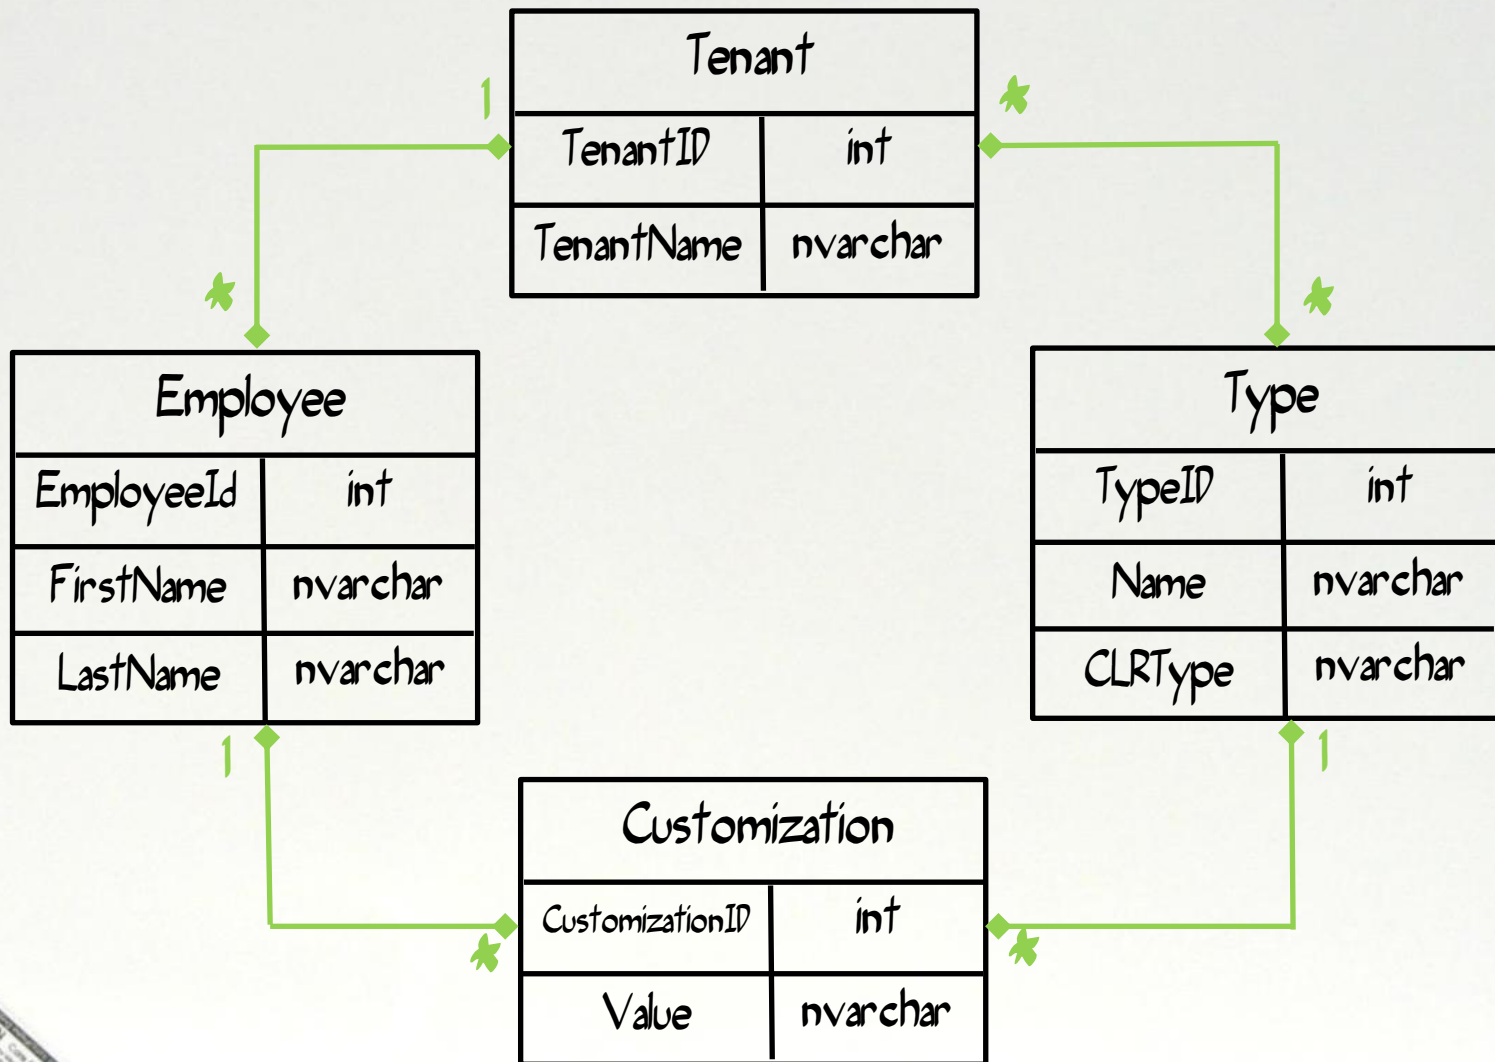 Tenant
1
*
TenantID int
TenantName nvarchar
*
*
Employee
Type
EmployeeId int
TypeID int
FirstName nvarchar
Name nvarchar
LastName nvarchar
CLRType nvarchar
1
1
Customization
CustomizationID int
*
*
Value nvarchar